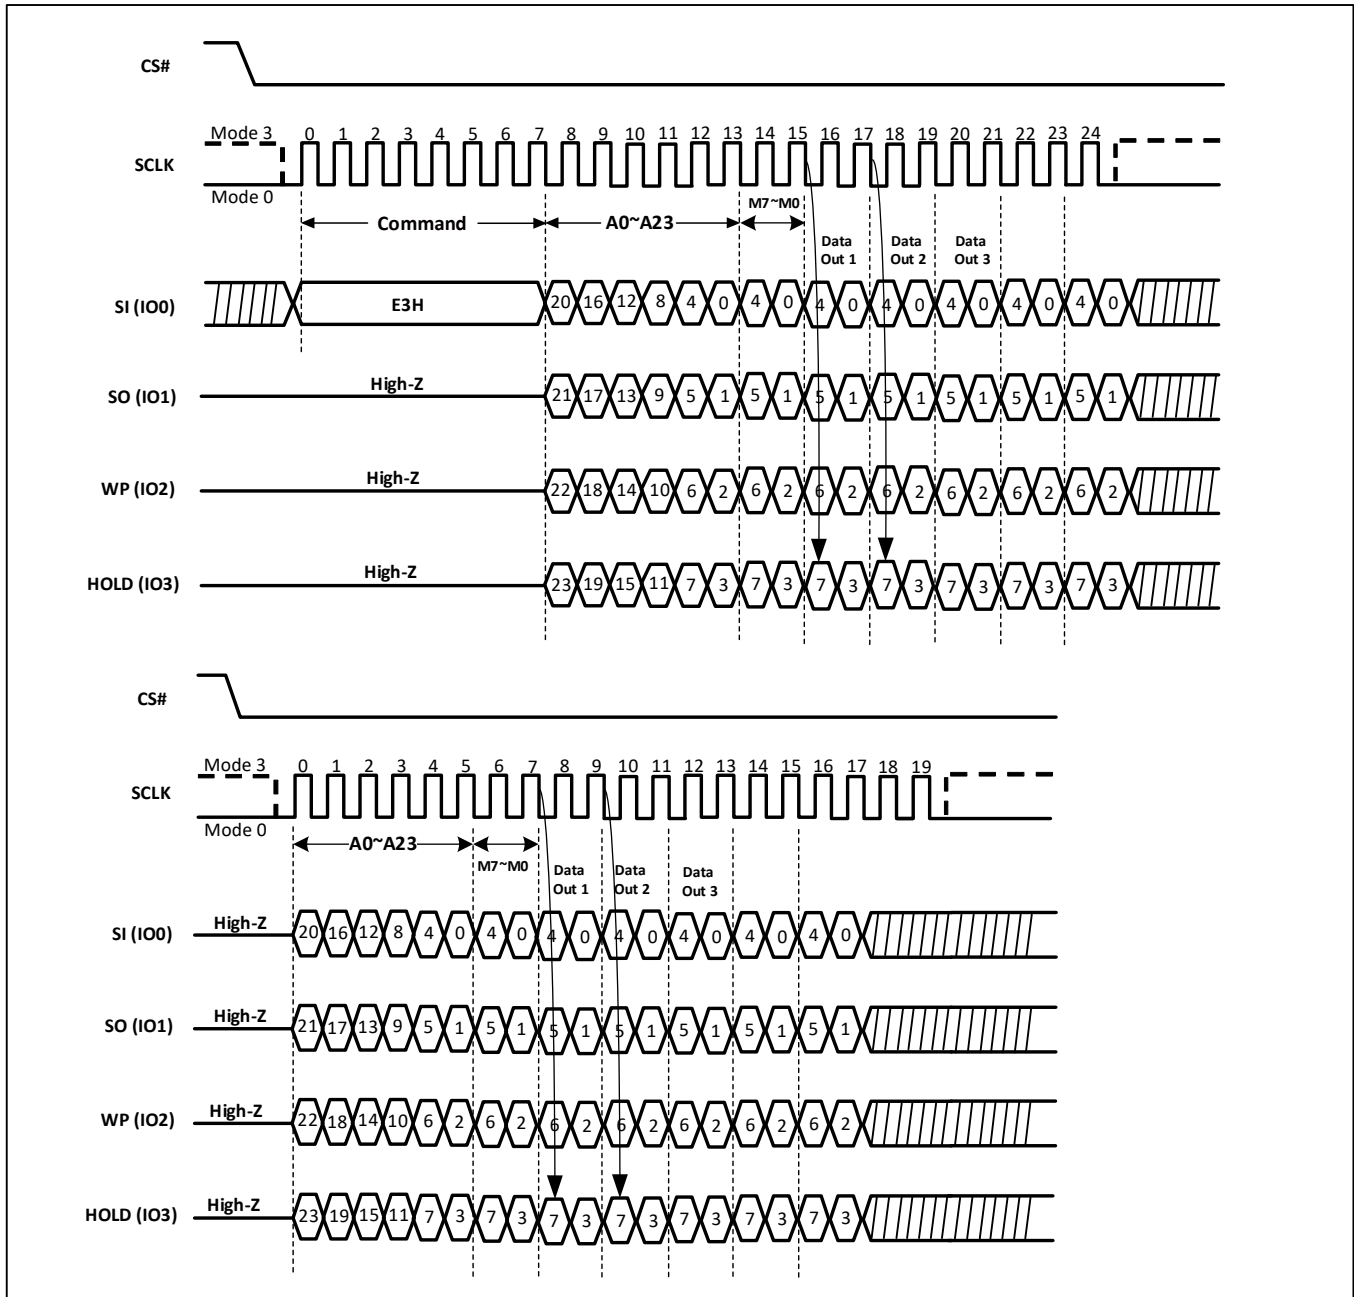 CS#
Mode 3 0 1 2 3 4 5 6 7 8 9 10 11 12 13 14 15 16 17 18 19 20 21 22 23 24
SCLK
Mode 0
Command A0~A23 M7~M0
Data Out 1 Data Out 2 Data Out 3
SI (IO0) E3H 20 16 12 8 4 0 4 0 4 0 4 0 4 0 4 0 4 0
SO (IO1) High-Z 21 17 13 9 5 1 5 1 5 1 5 1 5 1 5 1 5 1
WP (IO2) High-Z 22 18 14 10 6 2 6 2 6 2 6 2 6 2 6 2 6 2
HOLD (IO3) High-Z 23 19 15 11 7 3 7 3 7 3 7 3 7 3 7 3 7 3
CS#
Mode 3 0 1 2 3 4 5 6 7 8 9 10 11 12 13 14 15 16 17 18 19
SCLK
Mode 0
A0~A23 M7~M0
Data Out 1 Data Out 2 Data Out 3
SI (IO0) High-Z 20 16 12 8 4 0 4 0 4 0 4 0 4 0 4 0 4 0
SO (IO1) High-Z 21 17 13 9 5 1 5 1 5 1 5 1 5 1 5 1 5 1
WP (IO2) High-Z 22 18 14 10 6 2 6 2 6 2 6 2 6 2 6 2 6 2
HOLD (IO3) High-Z 23 19 15 11 7 3 7 3 7 3 7 3 7 3 7 3 7 3